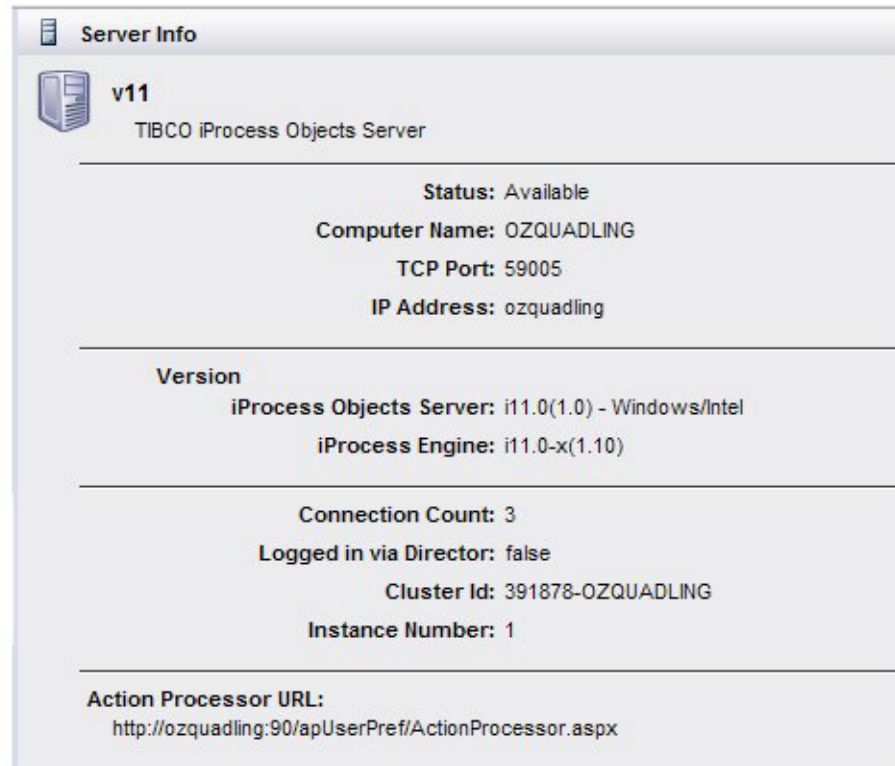 Server Info
v11
TIBCO iProcess Objects Server
Status: Available
Computer Name: OZQUADLING
TCP Port: 59005
IP Address: ozquadling
Version
iProcess Objects Server: i11.0(1.0) - Windows/Intel
iProcess Engine: i11.0-x(1.10)
Connection Count: 3
Logged in via Director: false
Cluster Id: 391878-OZQUADLING
Instance Number: 1
Action Processor URL:
http://ozquadling:90/apUserPref/ActionProcessor.aspx